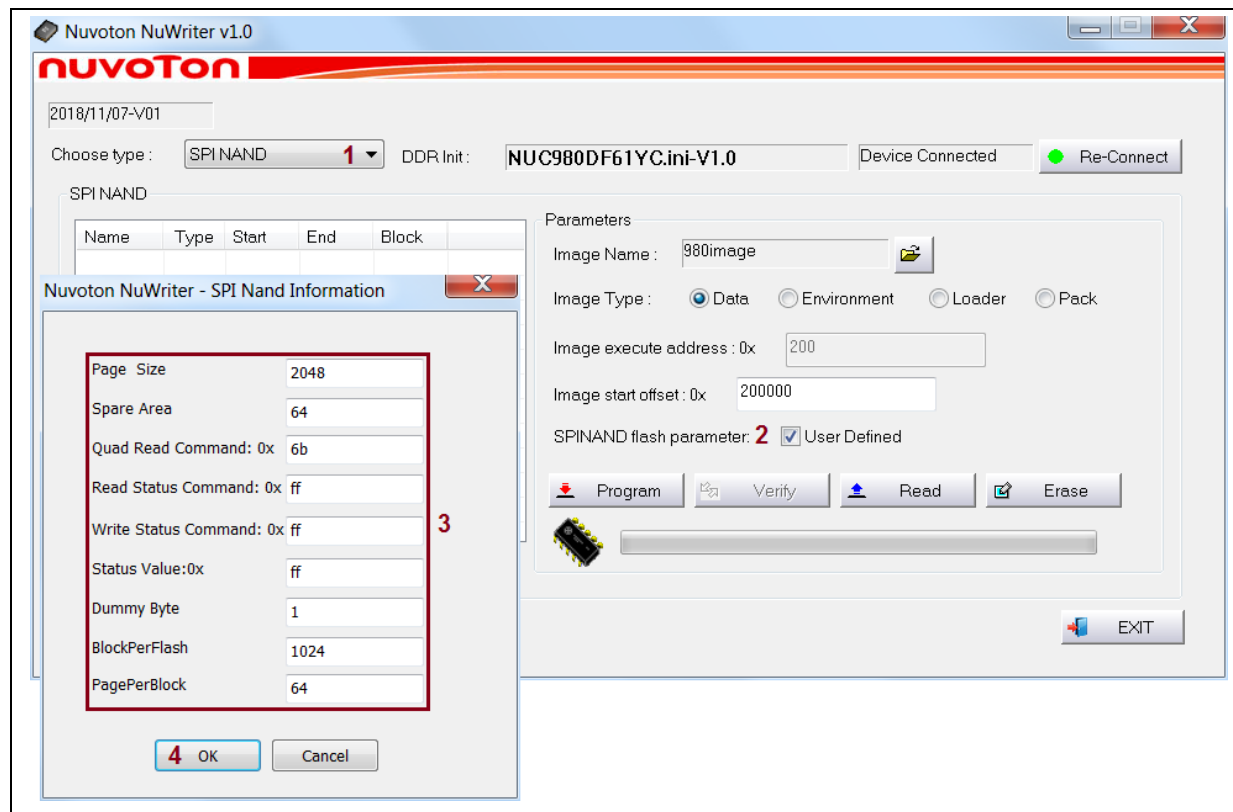 Nuvoton NuWriter v1.0
nuvoTon
2018/11/07-V01
Choose type : SPI NAND 1 DDR Init : NUC980DF61YC.ini-V1.0 Device Connected Re-Connect
SPI NAND
Name Type Start End Block
Parameters
Image Name : 980image
Image Type : Data Environment Loader Pack
Image execute address : 0x 200
Image start offset : 0x 200000
SPINAND flash parameter: 2 User Defined
Program Verify Read Erase
EXIT
Nuvoton NuWriter - SPI Nand Information
Page Size 2048
Spare Area 64
Quad Read Command: 0x 6b
Read Status Command: 0x ff
Write Status Command: 0x ff
3
Status Value:0x ff
Dummy Byte 1
BlockPerFlash 1024
PagePerBlock 64
4 OK Cancel